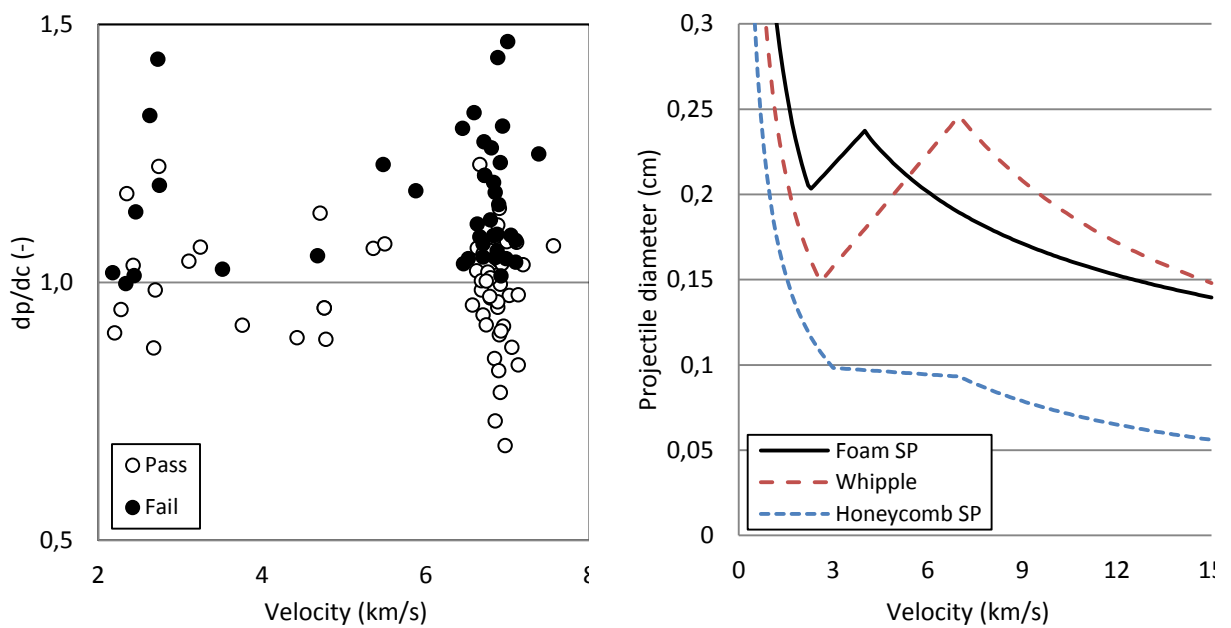 1,5
1,0
0,5
dp/dc (-)
Pass
Fail
2 4 6 8
Velocity (km/s)
0,3
0,25
0,2
0,15
0,1
0,05
0
Projectile diameter (cm)
Foam SP
Whipple
Honeycomb SP
0 3 6 9 12 15
Velocity (km/s)